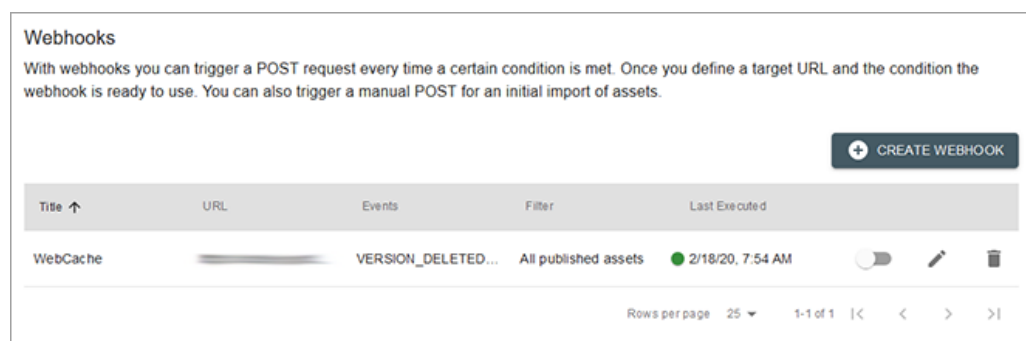 Webhooks
With webhooks you can trigger a POST request every time a certain condition is met. Once you define a target URL and the condition the
webhook is ready to use. You can also trigger a manual POST for an initial import of assets.
CREATE WEBHOOK
Title URL Events Filter Last Executed
WebCache VERSION_DELETED... All published assets 2/18/20, 7:54 AM
Rows per page 25 1-1 of 1